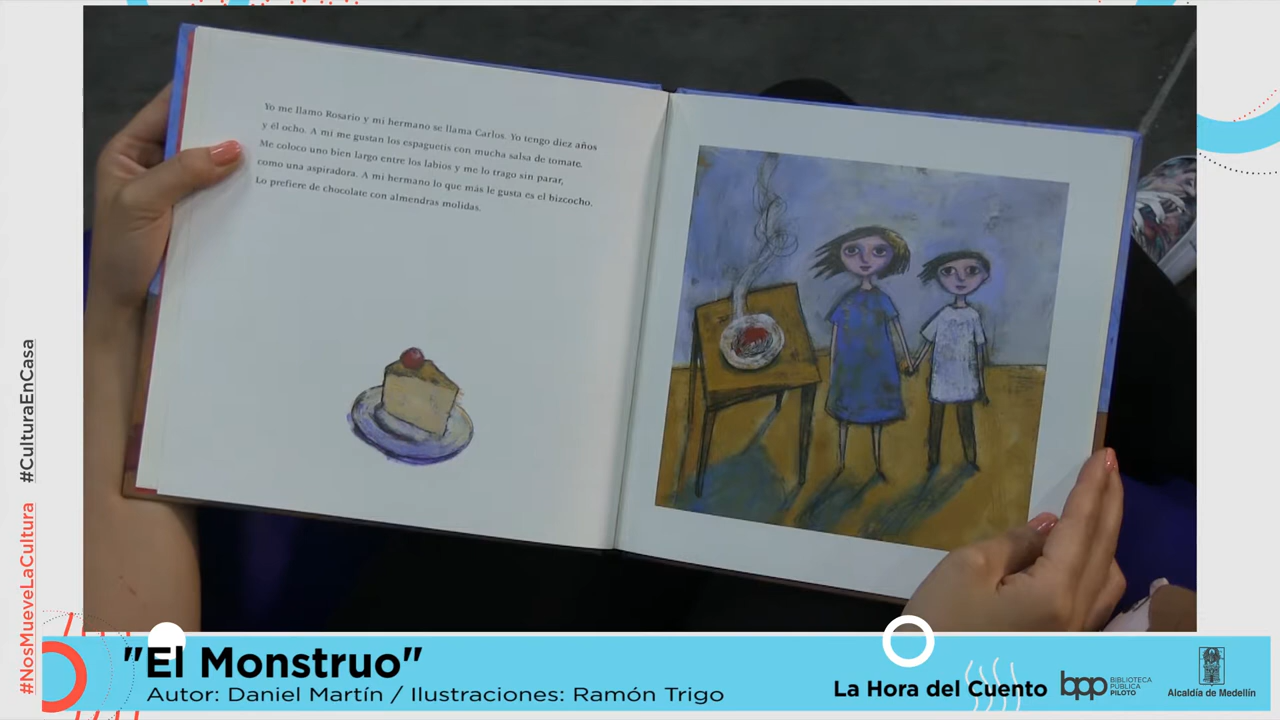 Yo me llamo Rosario y mi hermano se llama Carlos. Yo tengo diez años
y él ocho. A mi me gustan los espaguetis con mucha salsa de tomate.
Me coloco uno bien largo entre los labios y me lo trago sin parar,
como una aspiradora. A mi hermano lo que más le gusta es el bizcocho.
Lo prefiere de chocolate con almendras molidas.
#NosMueveLaCultura #CulturaEnCasa
"El Monstruo"
Autor: Daniel Martín / Ilustraciones: Ramón Trigo
La Hora del Cuento
bpp
BIBLIOTECA
PÚBLICA
PILOTO
Alcaldía de Medellín